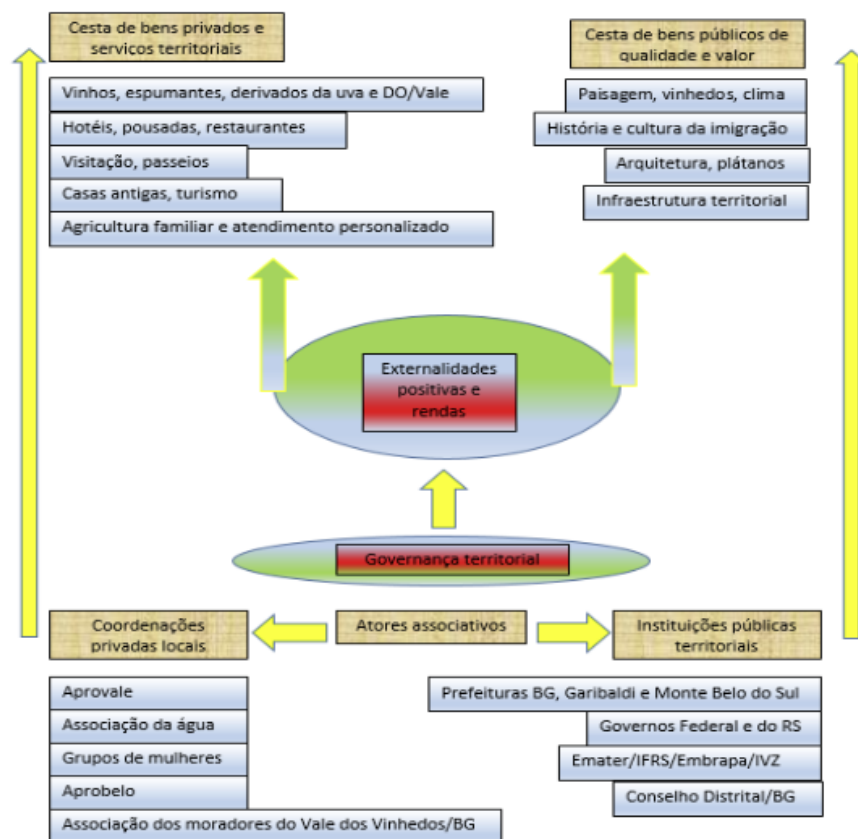 Cesta de bens privados e
serviços territoriais
Cesta de bens públicos de
qualidade e valor
Vinhos, espumantes, derivados da uva e DO/Vale
Hotéis, pousadas, restaurantes
Visitação, passeios
Casas antigas, turismo
Agricultura familiar e atendimento personalizado
Paisagem, vinhedos, clima
História e cultura da imigração
Arquitetura, plátanos
Infraestrutura territorial
Externalidades
positivas e
rendas
Governança territorial
Coordenações
privadas locais
Atores associativos
Instituições públicas
territoriais
Aprovale
Associação da água
Grupos de mulheres
Aprobelo
Associação dos moradores do Vale dos Vinhedos/BG
Prefeituras BG, Garibaldi e Monte Belo do Sul
Governos Federal e do RS
Emater/IFRS/Embrapa/IVZ
Conselho Distrital/BG